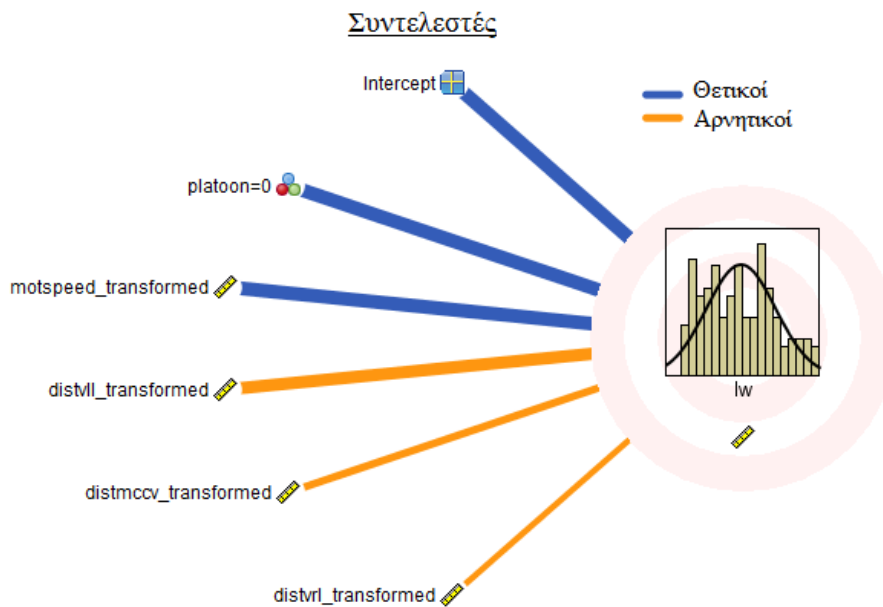 Συντελεστές
Intercept
Θετικοί
Αρνητικοί
platoon=0
motspeed_transformed
distvll_transformed
lw
distmccv_transformed
distvrl_transformed